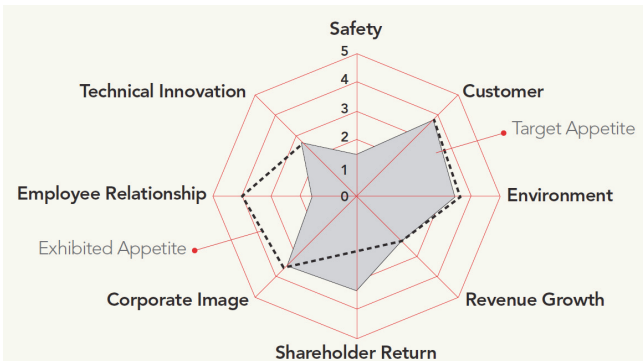 Safety
5
4
3
2
1
0
Technical Innovation
Customer
Target Appetite
Employee Relationship
Environment
Exhibited Appetite
Corporate Image
Revenue Growth
Shareholder Return